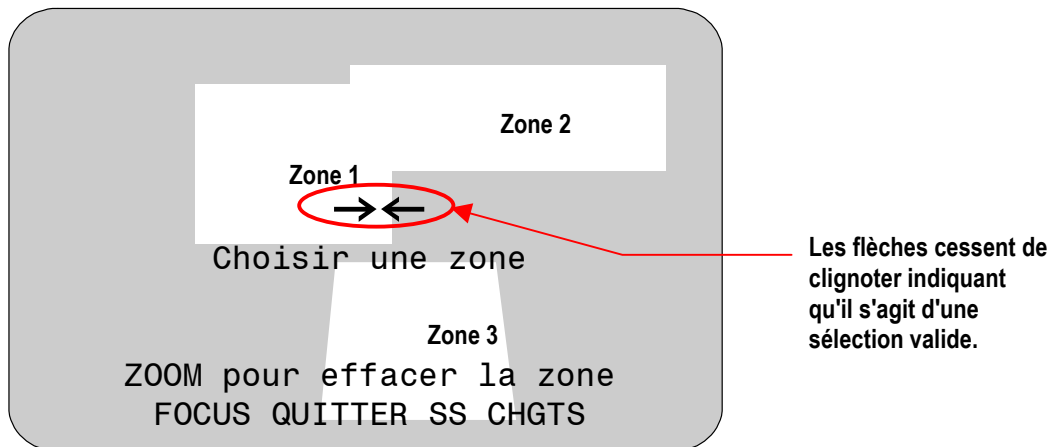 Zone 2
Zone 1
Choisir une zone
Zone 3
ZOOM pour effacer la zone
FOCUS QUITTER SS CHGTS
Les flèches cessent de
clignoter indiquant
qu'il s'agit d'une
sélection valide.